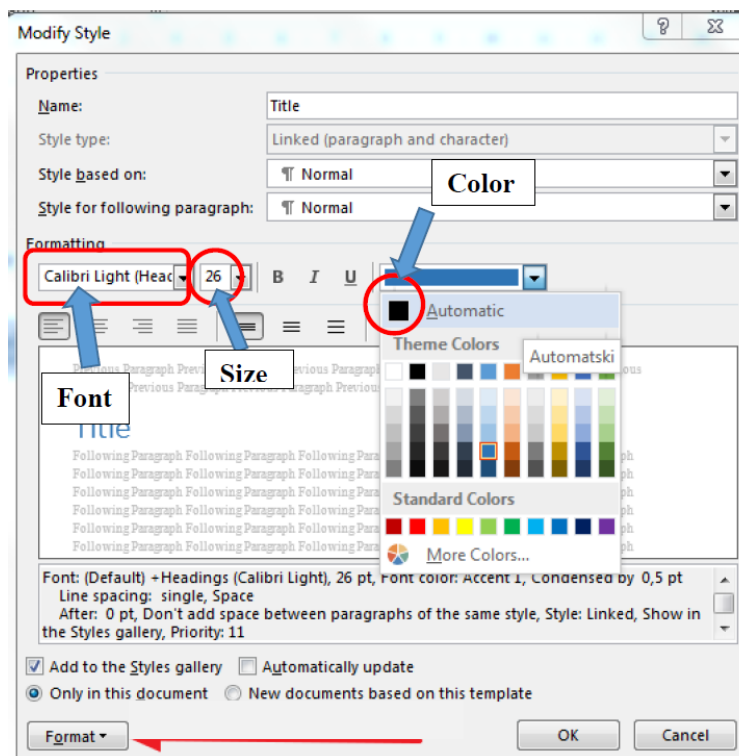 Modify Style
Properties
Name:
Title
Style type:
Linked (paragraph and character)
Style based on:
¶ Normal
Color
Style for following paragraph:
¶ Normal
Formatting
Calibri Light (Head
26
B I U
Automatic
Theme Colors
Automatski
Size
Font
Title
Previous Paragraph
Previous Paragraph Previous
Following Paragraph Following Paragraph Following Para
Following Paragraph Following Paragraph Following Para
Following Paragraph Following Paragraph Following Para
Following Paragraph Following Paragraph Following Para
Following Paragraph Following Paragraph Following Para
Following Paragraph Following Paragraph Following Para
Standard Colors
More Colors...
Font: (Default) +Headings (Calibri Light), 26 pt, Font color: Accent 1, Condensed by 0,5 pt
Line spacing: single, Space
After: 0 pt, Don't add space between paragraphs of the same style, Style: Linked, Show in
the Styles gallery, Priority: 11
Add to the Styles gallery
Automatically update
Only in this document
New documents based on this template
Format
OK
Cancel